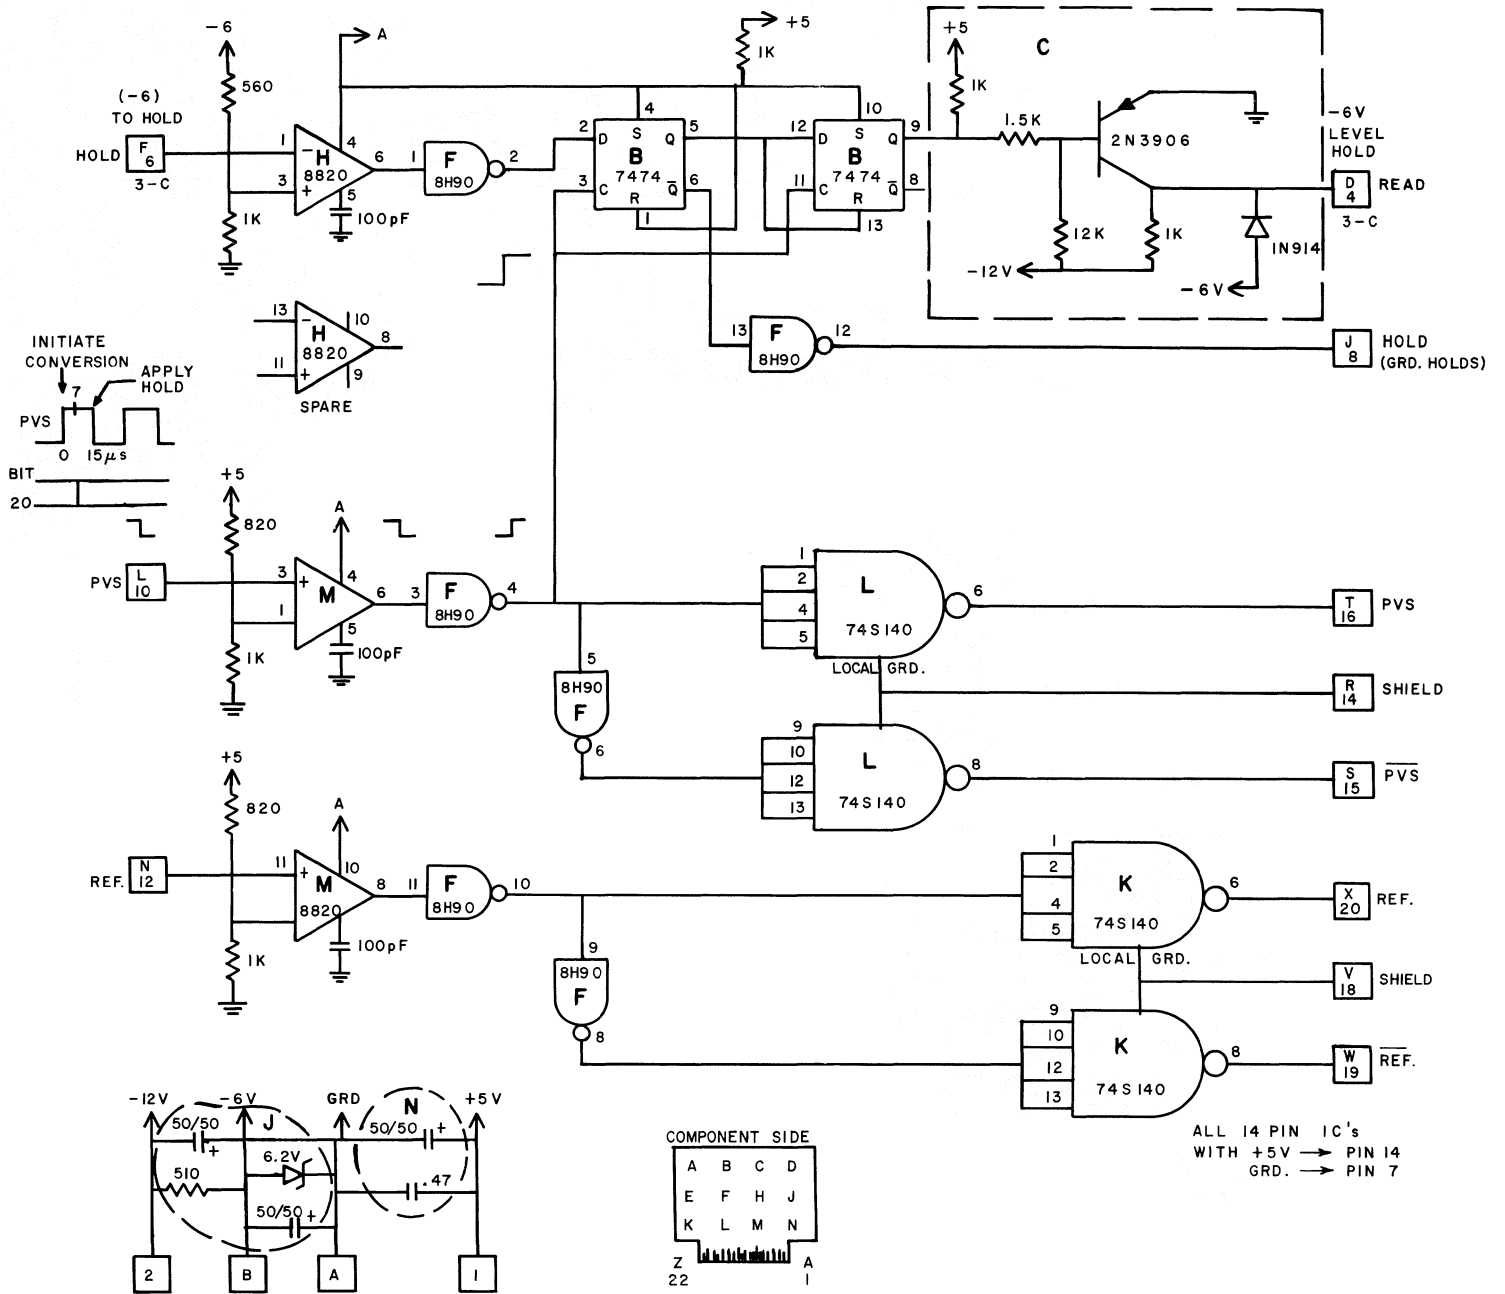 -6
560
(-6)
TO HOLD
HOLD
F
6
3-C
1
3
-
+
H
8820
4
5
6
100pF
1K
A
1
F
8H90
2
+5
1K
2
D
4
S
Q
5
B
7474
3
C
Q̅
6
R
1
12
D
10
S
Q
9
B
7474
11
C
Q̅
8
R
13
+5
C
1K
1.5K
2N3906
12K
1K
1N914
-12V
-6V
-6V
LEVEL
HOLD
D
4
READ
3-C
13
F
8H90
12
J
8
HOLD
(GRD. HOLDS)
13
-
10
H
8820
8
11
+
9
SPARE
INITIATE
CONVERSION
APPLY
HOLD
7
PVS
0 15μs
BIT
20
+5
820
PVS
L
10
3
+
1
M
4
A
5
6
100pF
1K
3
F
8H90
4
5
8H90
F
6
1
2
4
5
L
74S140
6
LOCAL GRD.
T
16
PVS
R
14
SHIELD
9
10
12
13
L
74S140
8
S
15
P̅V̅S̅
+5
820
REF.
N
12
11
+
M
8820
10
A
8
100pF
1K
11
F
8H90
10
9
8H90
F
8
1
2
4
5
K
74S140
6
LOCAL GRD.
X
20
REF.
V
18
SHIELD
9
10
12
13
K
74S140
8
W
19
R̅E̅F̅.
-12V
-6V
GRD
+5V
J
N
50/50
+
50/50
+
6.2V
510
.47
50/50
+
2
B
A
1
COMPONENT SIDE
A B C D
E F H J
K L M N
Z
22
A
1
ALL 14 PIN IC's
WITH +5V → PIN 14
GRD. → PIN 7